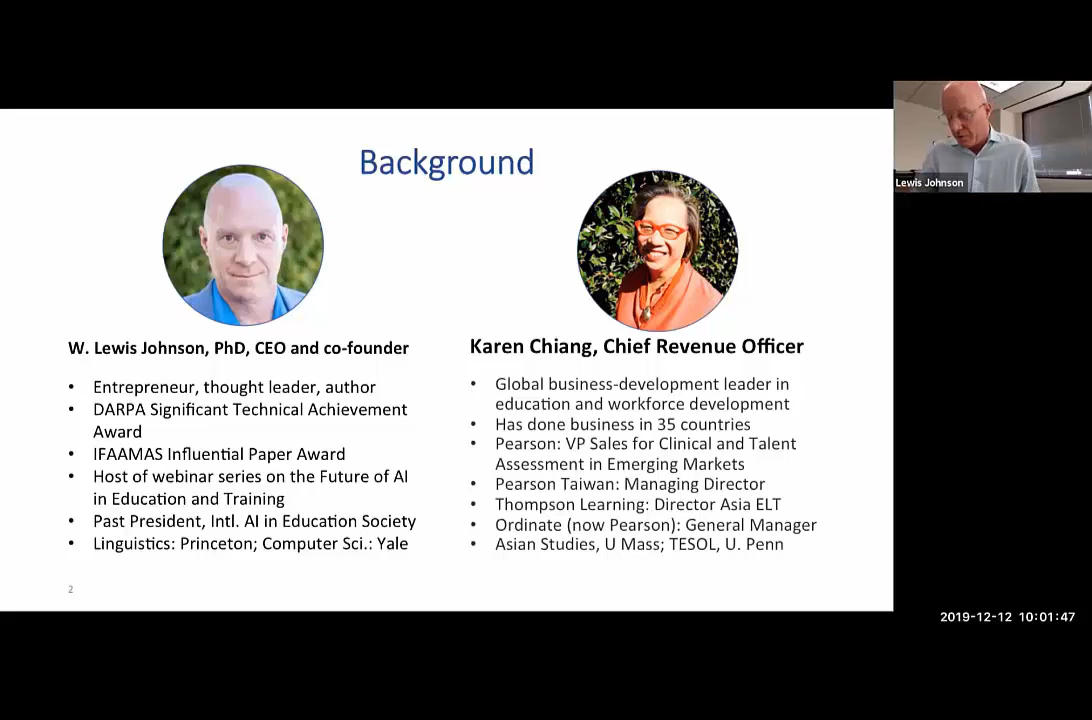 Background
W. Lewis Johnson, PhD, CEO and co-founder
• Entrepreneur, thought leader, author
• DARPA Significant Technical Achievement
Award
• IFAAMAS Influential Paper Award
• Host of webinar series on the Future of AI
in Education and Training
• Past President, Intl. AI in Education Society
• Linguistics: Princeton; Computer Sci.: Yale
Karen Chiang, Chief Revenue Officer
• Global business-development leader in
education and workforce development
• Has done business in 35 countries
• Pearson: VP Sales for Clinical and Talent
Assessment in Emerging Markets
• Pearson Taiwan: Managing Director
• Thompson Learning: Director Asia ELT
• Ordinate (now Pearson): General Manager
• Asian Studies, U Mass; TESOL, U. Penn
2
Lewis Johnson
2019-12-12 10:01:47